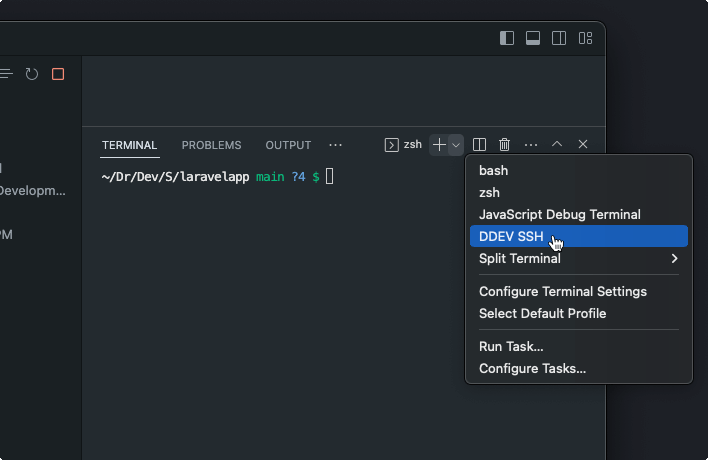 TERMINAL PROBLEMS OUTPUT ··· zsh
~/Dr/Dev/S/laravelapp main ?4 $
Developm...
PM
bash
zsh
JavaScript Debug Terminal
DDEV SSH
Split Terminal
Configure Terminal Settings
Select Default Profile
Run Task...
Configure Tasks...